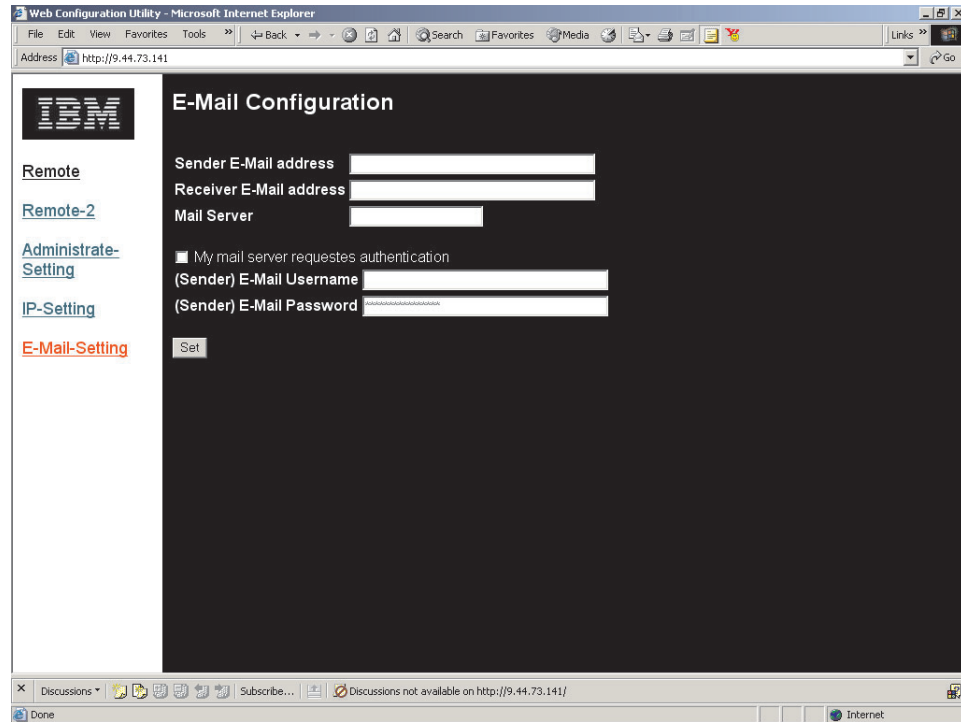 Web Configuration Utility - Microsoft Internet Explorer
File Edit View Favorites Tools » Back Search Favorites Media Links »
Address http://9.44.73.141 Go
IBM
E-Mail Configuration
Remote
Remote-2
Administrate-
Setting
IP-Setting
E-Mail-Setting
Sender E-Mail address
Receiver E-Mail address
Mail Server
My mail server requestes authentication
(Sender) E-Mail Username
(Sender) E-Mail Password ****************
Set
Discussions Subscribe... Discussions not available on http://9.44.73.141/
Done Internet